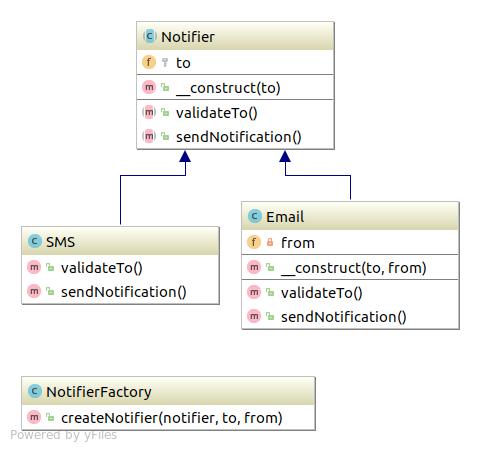 Notifier
to
__construct(to)
validateTo()
sendNotification()
SMS
validateTo()
sendNotification()
Email
from
__construct(to, from)
validateTo()
sendNotification()
NotifierFactory
createNotifier(notifier, to, from)
Powered by yFiles